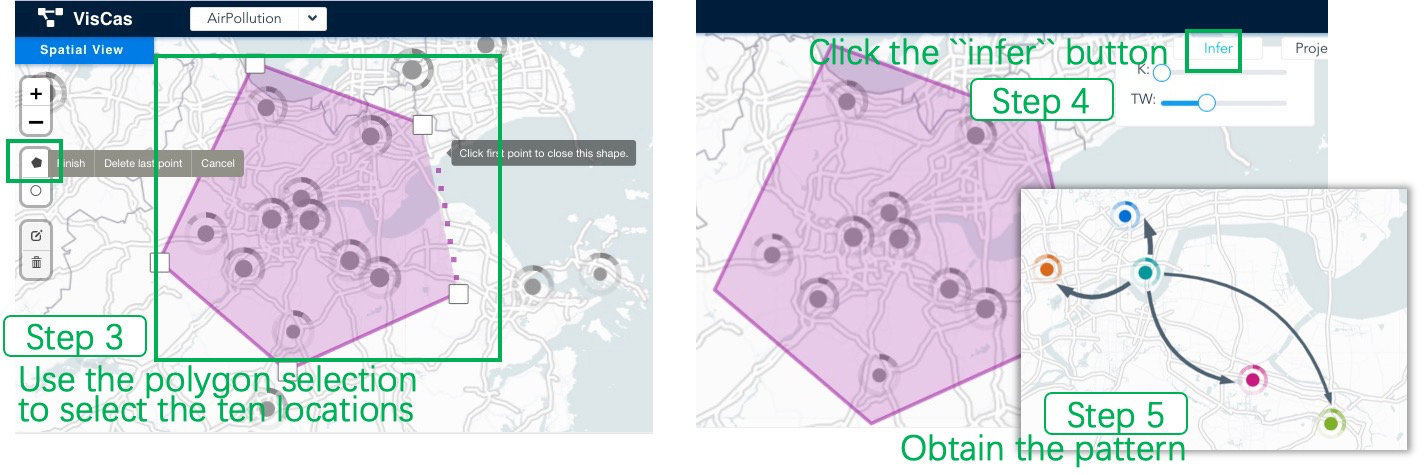 VisCas
AirPollution
Spatial View
+
−
Finish
Delete last point
Cancel
Click first point to close this shape.
Step 3
Use the polygon selection
to select the ten locations
Click the ``infer`` button
Infer
Proje
K:
Step 4
TW:
Step 5
Obtain the pattern